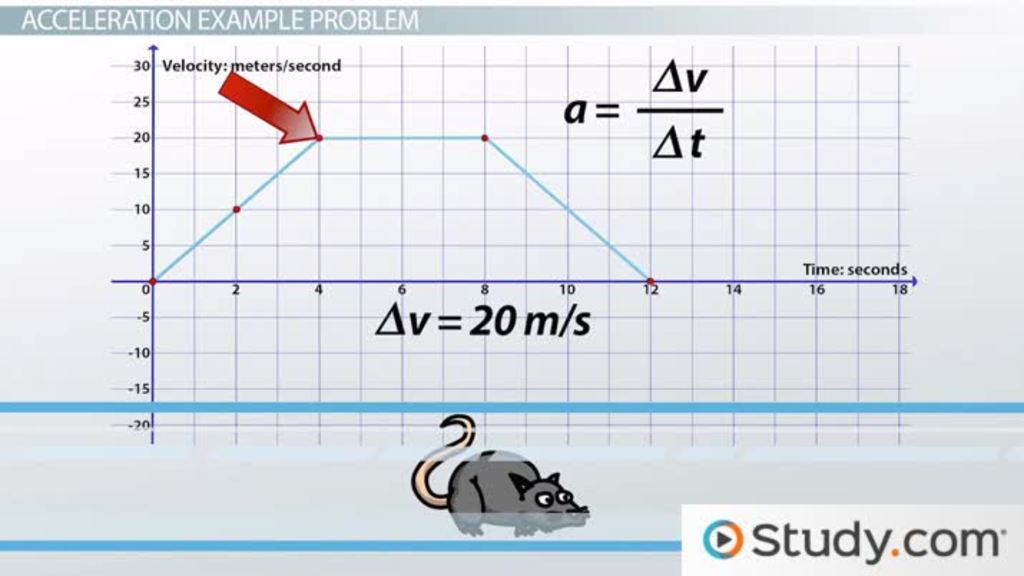 ACCELERATION EXAMPLE PROBLEM
30 Velocity: meters/second
25
20
15
10
5
a = Δv
Δt
Time: seconds
0 2 4 6 8 10 12 14 16 18
Δv = 20 m/s
-5
-10
-15
-20
Study.com